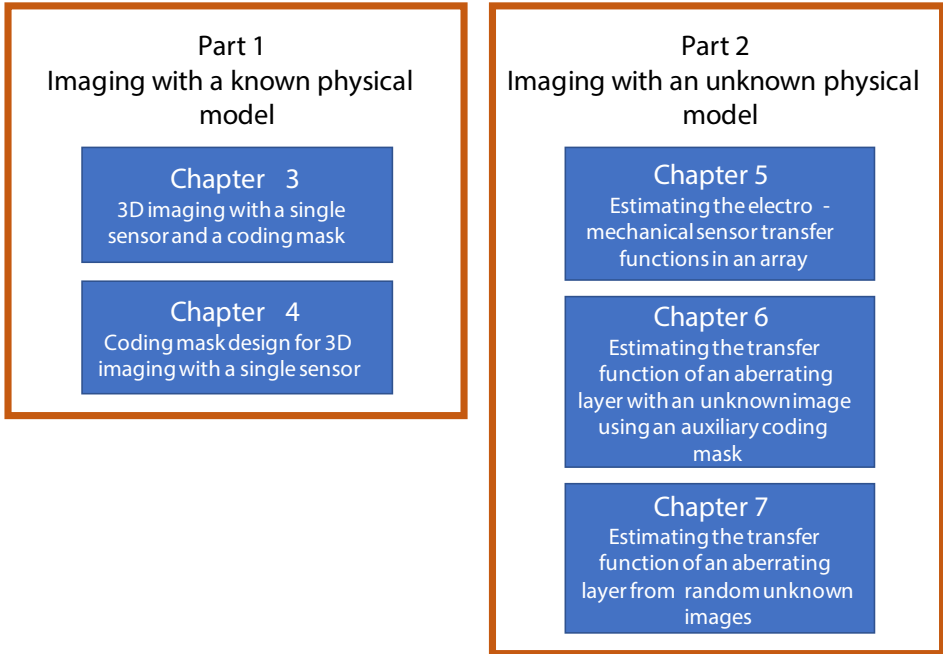 Part 1
Imaging with a known physical
model
Chapter 3
3D imaging with a single
sensor and a coding mask
Chapter 4
Coding mask design for 3D
imaging with a single sensor
Part 2
Imaging with an unknown physical
model
Chapter 5
Estimating the electro -
mechanical sensor transfer
functions in an array
Chapter 6
Estimating the transfer
function of an aberrating
layer with an unknown image
using an auxiliary coding
mask
Chapter 7
Estimating the transfer
function of an aberrating
layer from random unknown
images